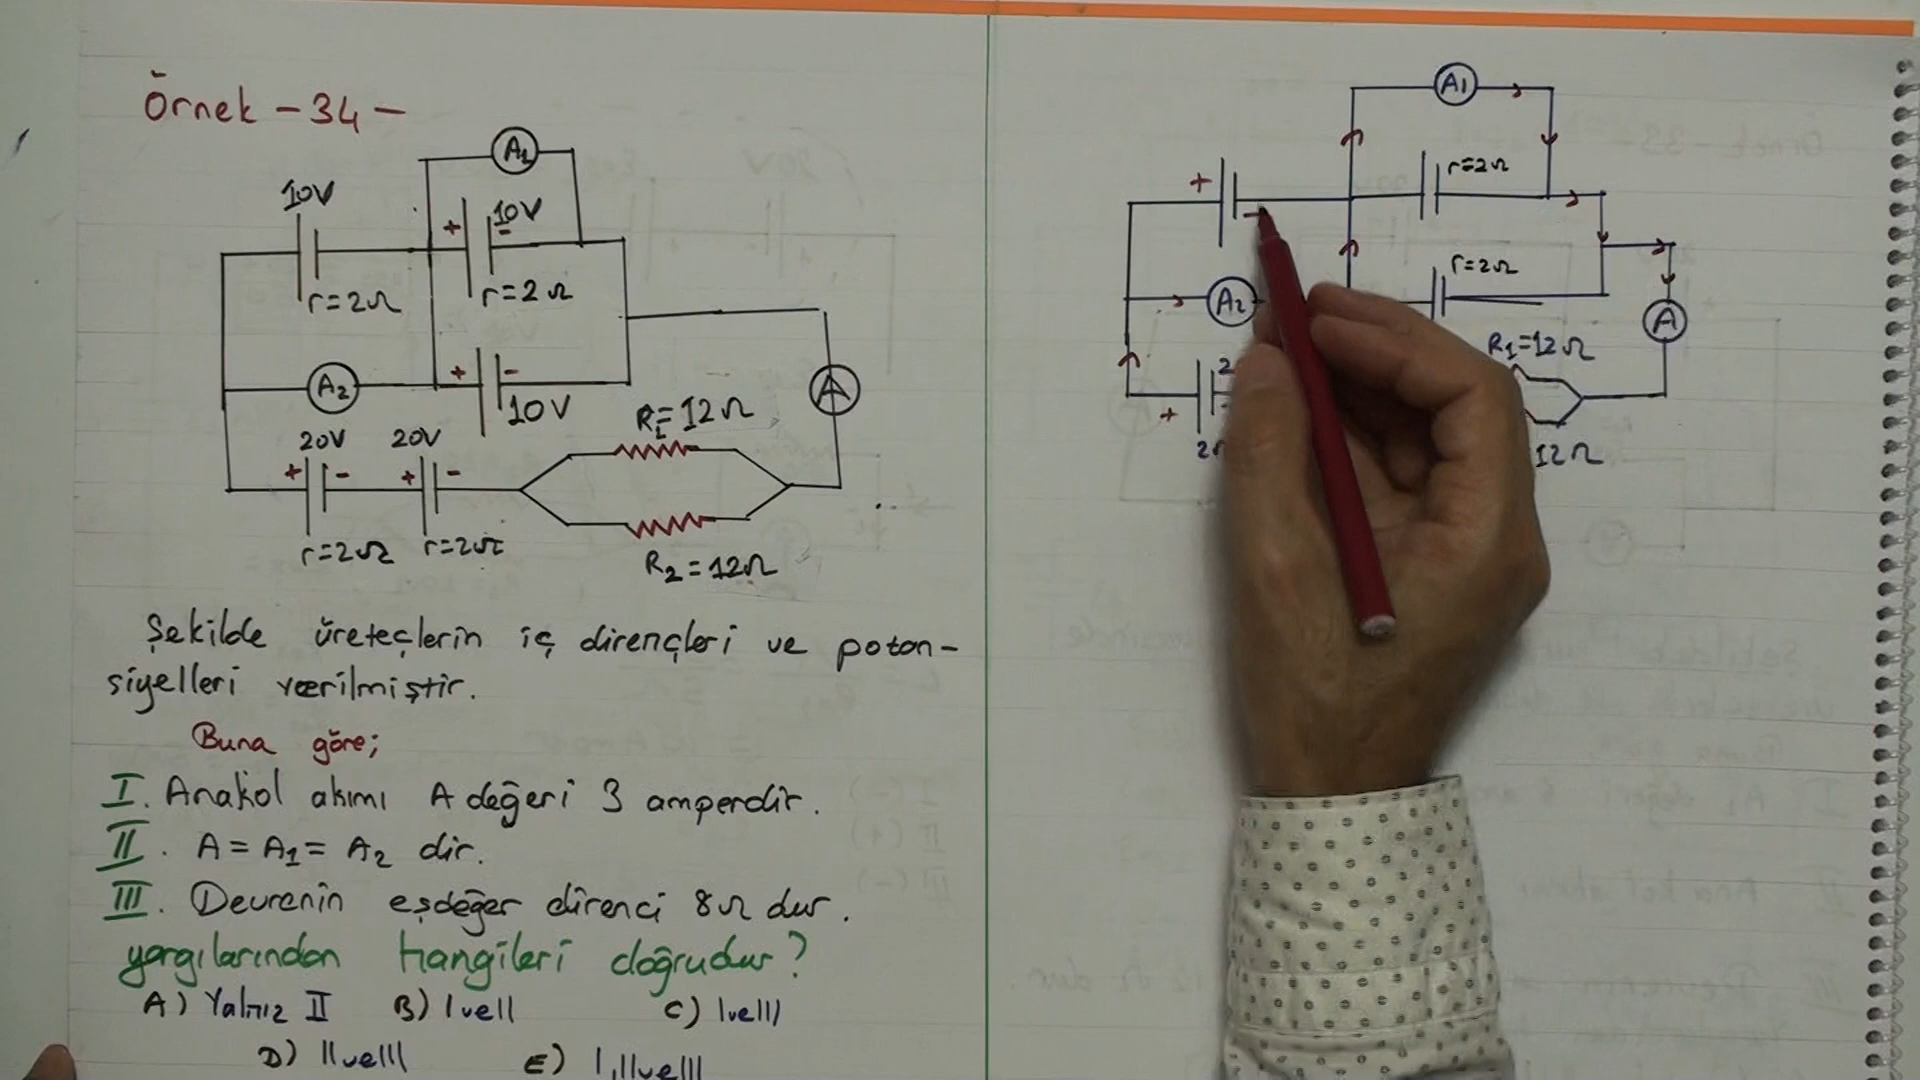 Örnek - 34 -
A1
10V
+ 10V -
r=2Ω
r=2Ω
A2
+ -
10V
A
R1=12Ω
20V 20V
+ - + -
r=2Ω r=2Ω
R2=12Ω
Şekilde üreteçlerin iç dirençleri ve poton-
siyelleri verilmiştir.
Buna göre;
I. Anakol akımı A değeri 3 amperdir.
II. A = A1 = A2 dir.
III. Devrenin eşdeğer direnci 8Ω dur.
yargılarından hangileri doğrudur?
A) Yalnız II B) I ve II C) I ve III
D) II ve III E) I, II ve III
A1
+ -
r=2Ω
r=2Ω
A2
A
R1=12Ω
+
12Ω